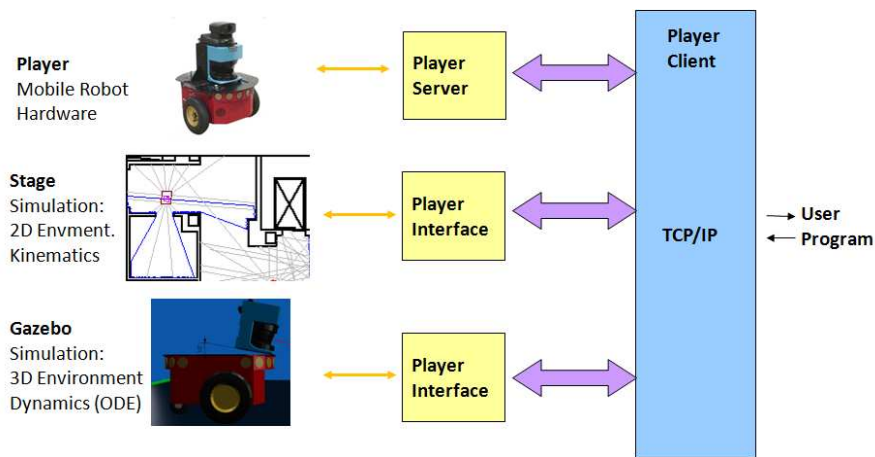 Player
Mobile Robot
Hardware
Player
Server
Player
Client
Stage
Simulation:
2D Envment.
Kinematics
Player
Interface
TCP/IP
User
Program
Gazebo
Simulation:
3D Environment
Dynamics (ODE)
Player
Interface